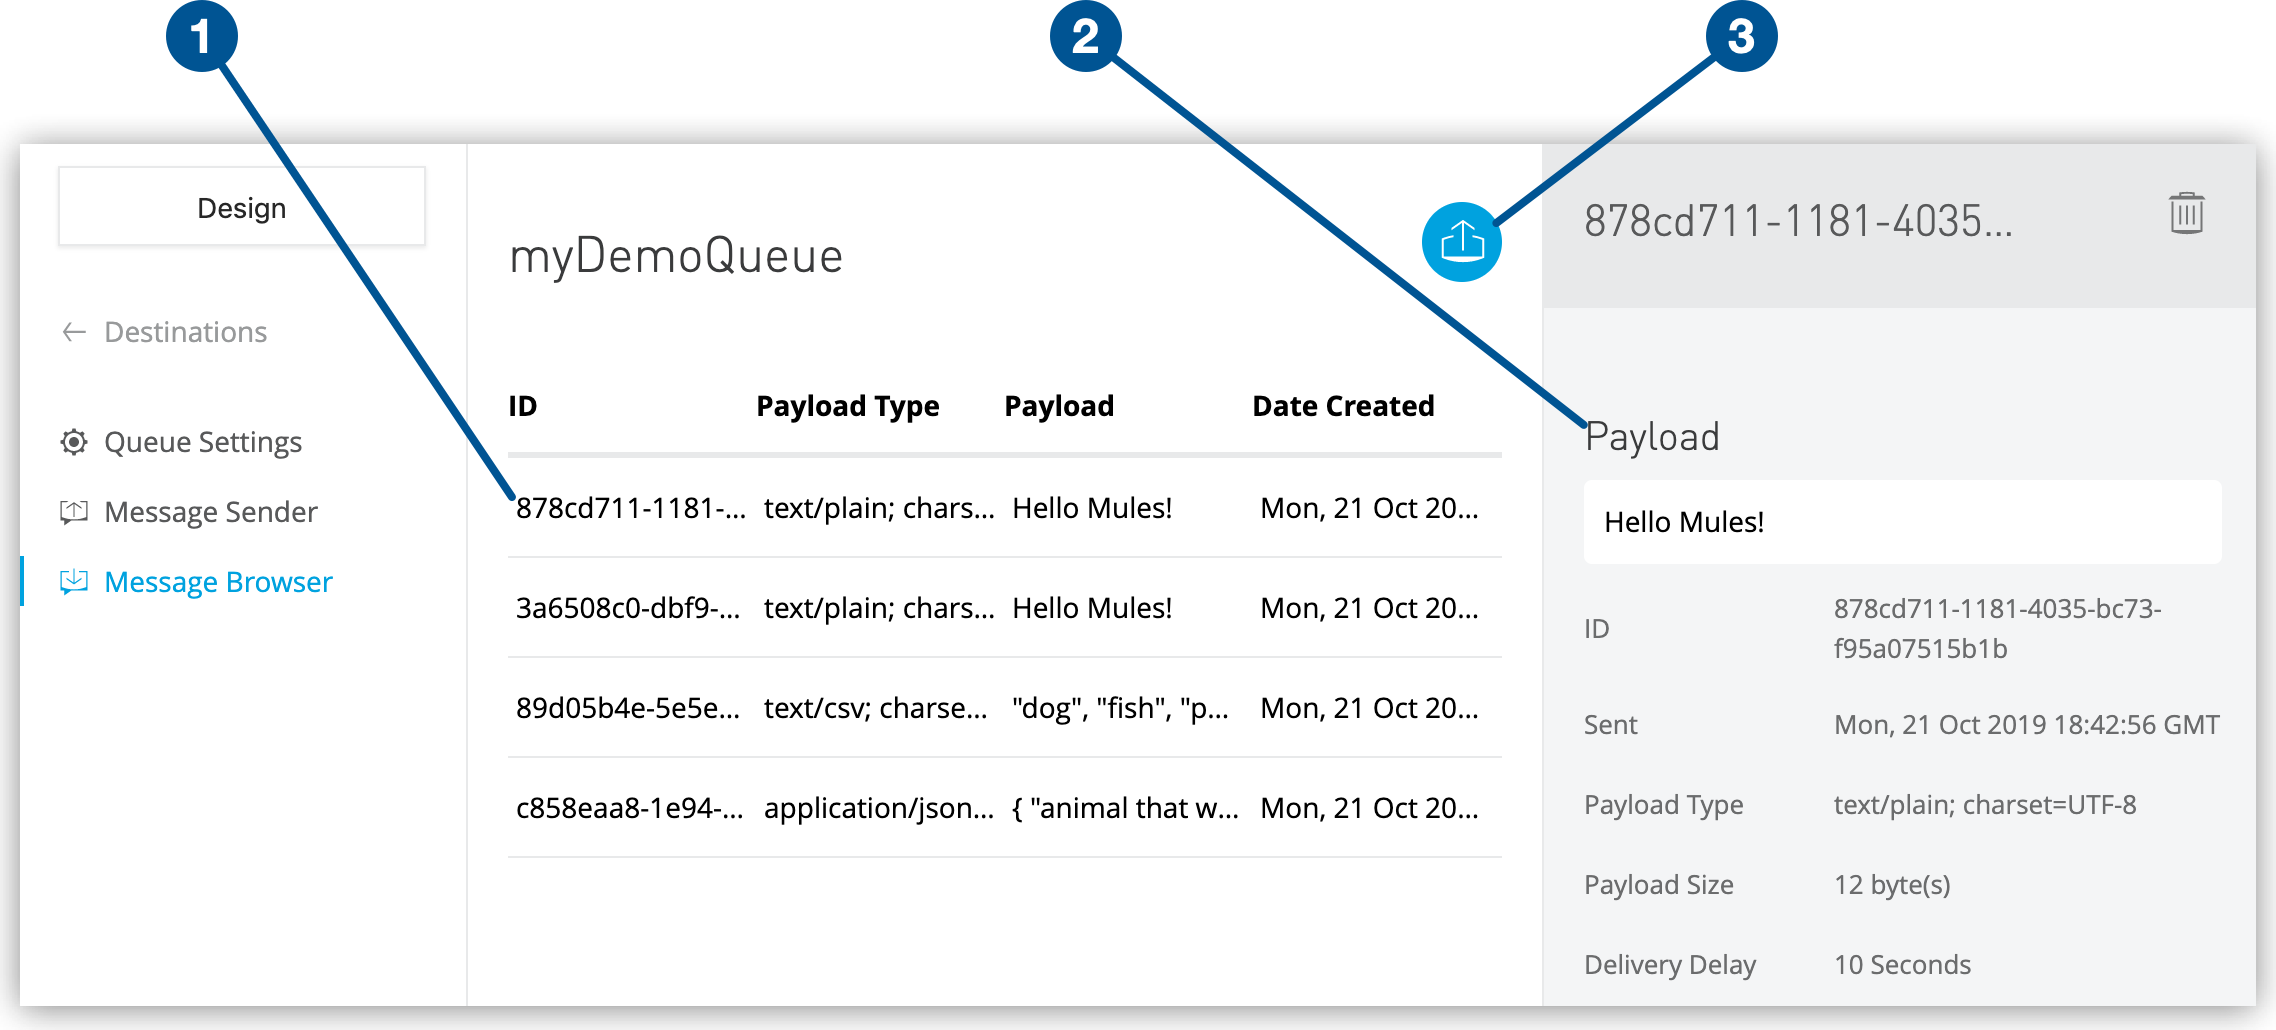 1 2 3
Design
← Destinations
Queue Settings
Message Sender
Message Browser
myDemoQueue
ID Payload Type Payload Date Created
878cd711-1181-... text/plain; chars... Hello Mules! Mon, 21 Oct 20...
3a6508c0-dbf9-... text/plain; chars... Hello Mules! Mon, 21 Oct 20...
89d05b4e-5e5e... text/csv; charse... "dog", "fish", "p... Mon, 21 Oct 20...
c858eaa8-1e94-... application/json... { "animal that w... Mon, 21 Oct 20...
878cd711-1181-4035...
Payload
Hello Mules!
ID 878cd711-1181-4035-bc73-
f95a07515b1b
Sent Mon, 21 Oct 2019 18:42:56 GMT
Payload Type text/plain; charset=UTF-8
Payload Size 12 byte(s)
Delivery Delay 10 Seconds